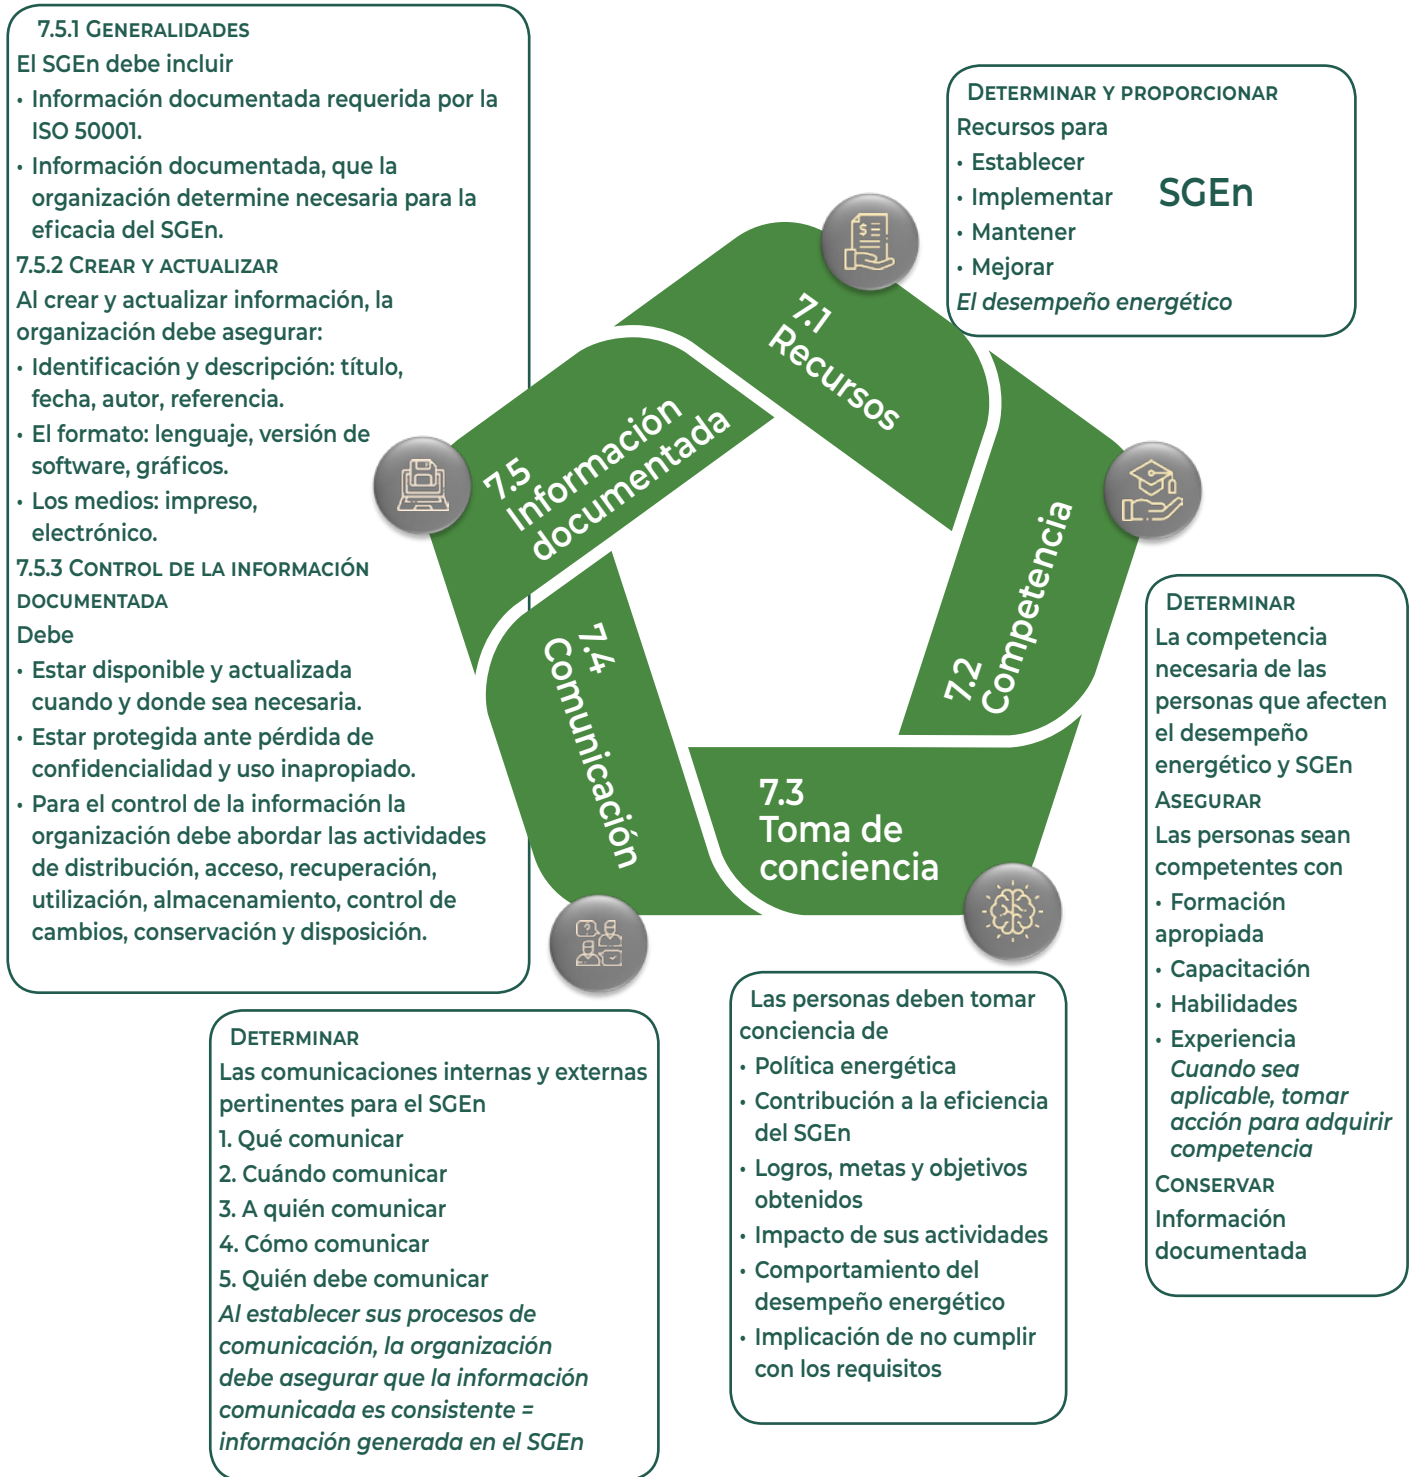 7.5.1 Generalidades
El SGEn debe incluir
• Información documentada requerida por la
ISO 50001.
• Información documentada, que la
organización determine necesaria para la
eficacia del SGEn.
7.5.2 Crear y actualizar
Al crear y actualizar información, la
organización debe asegurar:
• Identificación y descripción: título,
fecha, autor, referencia.
• El formato: lenguaje, versión de
software, gráficos.
• Los medios: impreso,
electrónico.
7.5.3 Control de la información
documentada
Debe
• Estar disponible y actualizada
cuando y donde sea necesaria.
• Estar protegida ante pérdida de
confidencialidad y uso inapropiado.
• Para el control de la información la
organización debe abordar las actividades
de distribución, acceso, recuperación,
utilización, almacenamiento, control de
cambios, conservación y disposición.
Determinar y proporcionar
Recursos para
• Establecer
• Implementar
• Mantener
• Mejorar
SGEn
El desempeño energético
7.1
Recursos
7.2
Competencia
7.3
Toma de
conciencia
7.4
Comunicación
7.5
Información
documentada
Determinar
La competencia
necesaria de las
personas que afecten
el desempeño
energético y SGEn
Asegurar
Las personas sean
competentes con
• Formación
apropiada
• Capacitación
• Habilidades
• Experiencia
Cuando sea
aplicable, tomar
acción para adquirir
competencia
Conservar
Información
documentada
Las personas deben tomar
conciencia de
• Política energética
• Contribución a la eficiencia
del SGEn
• Logros, metas y objetivos
obtenidos
• Impacto de sus actividades
• Comportamiento del
desempeño energético
• Implicación de no cumplir
con los requisitos
Determinar
Las comunicaciones internas y externas
pertinentes para el SGEn
1. Qué comunicar
2. Cuándo comunicar
3. A quién comunicar
4. Cómo comunicar
5. Quién debe comunicar
Al establecer sus procesos de
comunicación, la organización
debe asegurar que la información
comunicada es consistente =
información generada en el SGEn